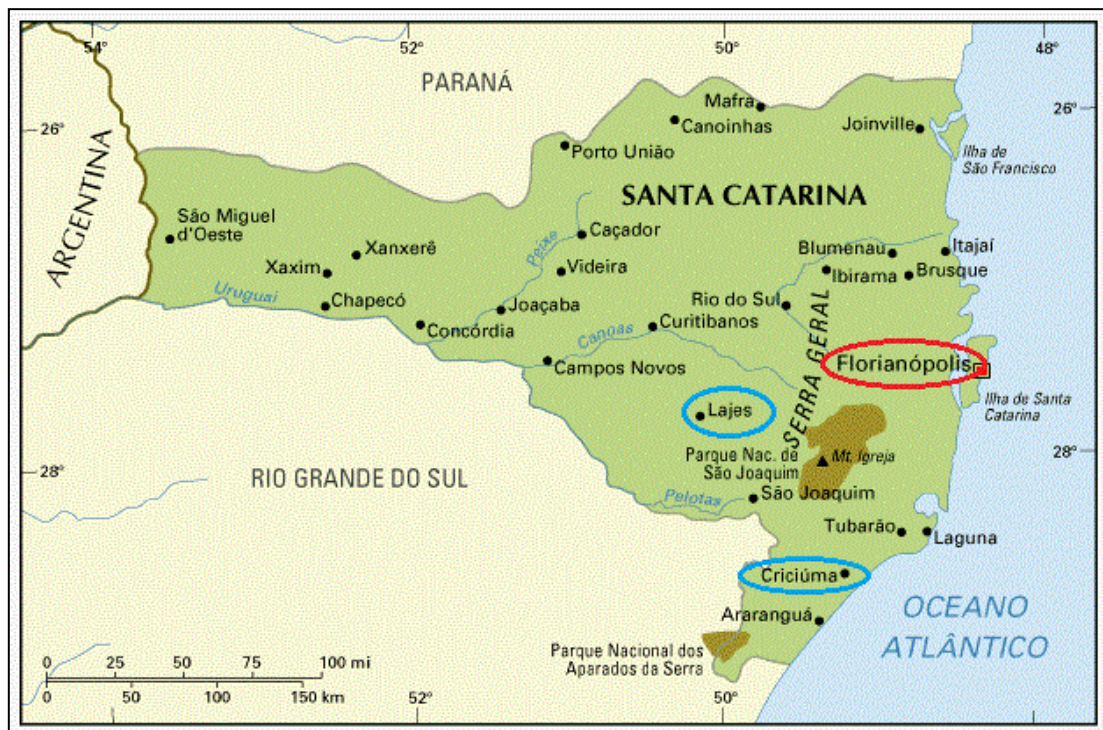 54°
52°
50°
48°
PARANÁ
Mafra
Canoinhas
26°
26°
Joinville
Porto União
Ilha de
São Francisco
ARGENTINA
SANTA CATARINA
São Miguel
d'Oeste
Caçador
Xanxerê
Peixe
Blumenau
Itajaí
Xaxim
Videira
Ibirama
Brusque
Uruguai
Chapecó
Joaçaba
Rio do Sul
Concórdia
Canoas
Curitibanos
SERRA GERAL
Florianópolis
Campos Novos
Ilha de Santa
Catarina
Lajes
28°
28°
Parque Nac. de
São Joaquim
Mt. Igreja
RIO GRANDE DO SUL
Pelotas
São Joaquim
Tubarão
Laguna
Criciúma
Araranguá
OCEANO
ATLÂNTICO
Parque Nacional dos
Aparados da Serra
0 25 50 75 100 mi
0 50 100 150 km
52°
50°